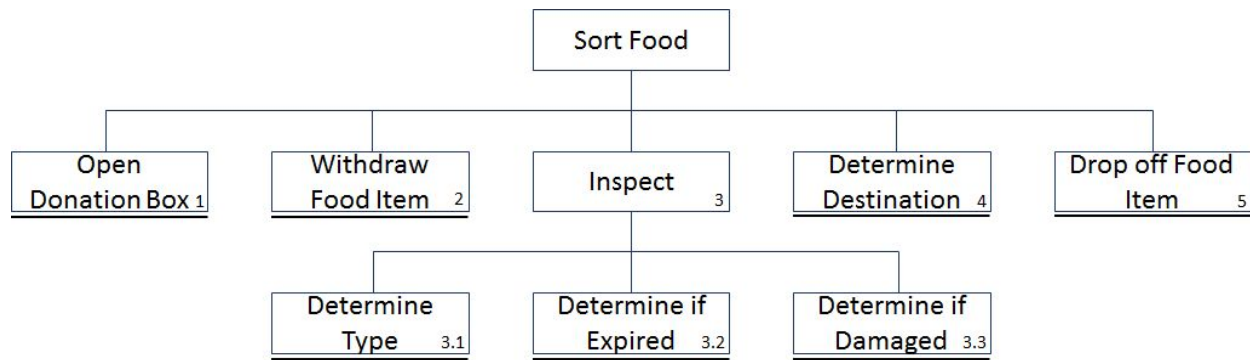 Sort Food
Open
Donation Box 1
Withdraw
Food Item 2
Inspect
3
Determine
Destination 4
Drop off Food
Item 5
Determine
Type 3.1
Determine if
Expired 3.2
Determine if
Damaged 3.3